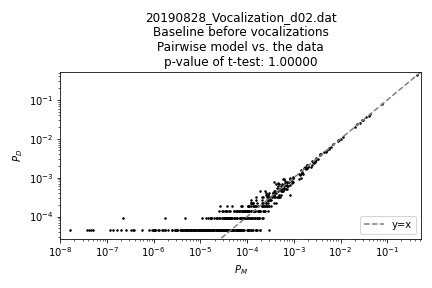 20190828_Vocalization_d02.dat
Baseline before vocalizations
Pairwise model vs. the data
p-value of t-test: 1.00000
P_D
10^{-1}
10^{-2}
10^{-3}
10^{-4}
y=x
10^{-8} 10^{-7} 10^{-6} 10^{-5} 10^{-4} 10^{-3} 10^{-2} 10^{-1}
P_M